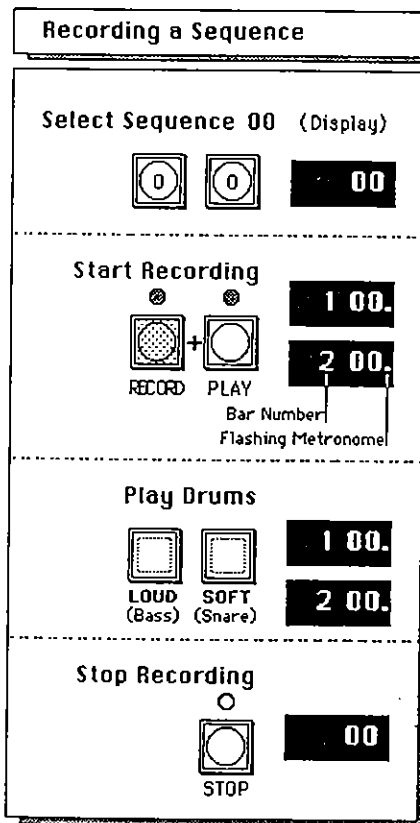 Recording a Sequence
Select Sequence 00 (Display)
0 0 00
Start Recording
1 00.
+
2 00.
RECORD PLAY
Bar Number
Flashing Metronome
Play Drums
1 00.
LOUD SOFT
2 00.
(Bass) (Snare)
Stop Recording
00
STOP